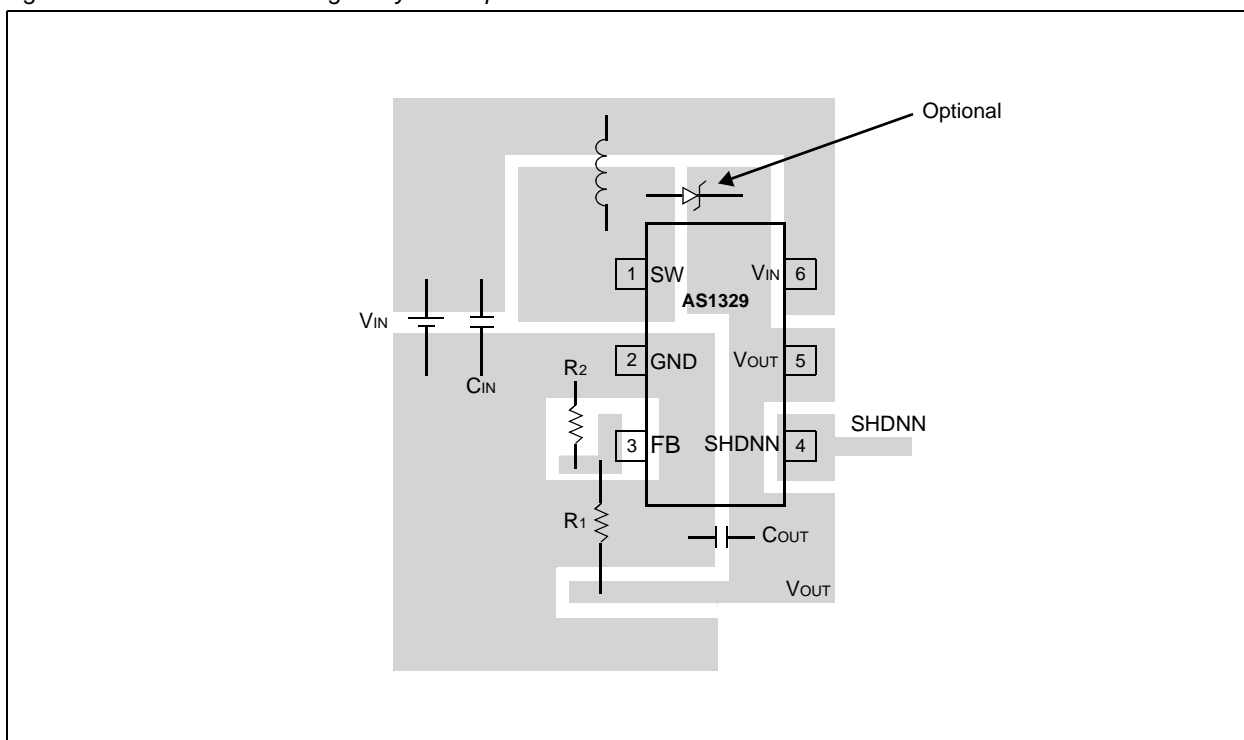 Optional
1 SW
VIN 6
AS1329
VIN
2 GND
VOUT 5
CIN
R2
3 FB
SHDNN 4
SHDNN
R1
COUT
VOUT